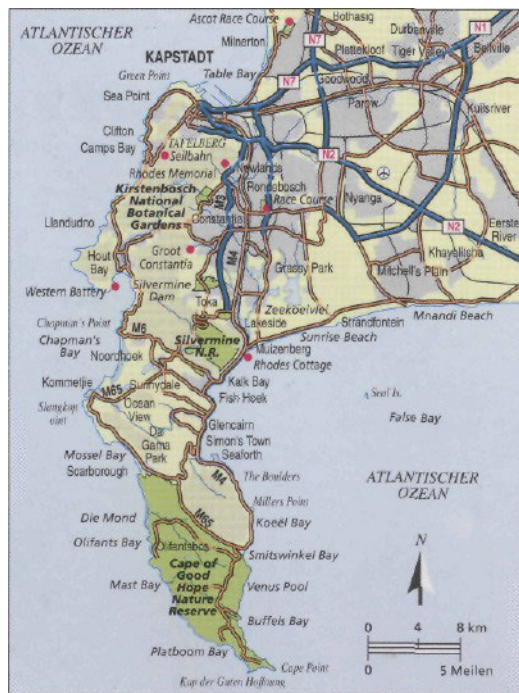 Ascot Race Course
Bothasig
N7
N1
ATLANTISCHER
OZEAN
Milnerton
Durbanville
Plattekloof
Tiger Valley
Bellville
KAPSTADT
Table Bay
Green Point
Goodwood
N7
Sea Point
Parow
Kuilsriver
Clifton
Camps Bay
TAFELBERG
Seilbahn
N2
Rhodes Memorial
Newlands
Rondebosch
Kirstenbosch
National
Botanical
Gardens
M3
Race Course
Nyanga
Constantia
N2
Eerste
River
Llandudno
Khayelitsha
Hout
Bay
Groot
Constantia
M4
Grassy Park
Mitchell's Plain
Western Battery
Silvermine
Dam
Toka
Zeekoeivlei
Mnandi Beach
Chapman's Point
M6
Lakeside
Strandfontein
Sunrise Beach
Chapman's
Bay
Silvermine
N.R.
Muizenberg
Rhodes Cottage
Noordhoek
Kommetjie
M65
Sunnydale
Kalk Bay
Fish Hoek
Seal Is.
Slangkop
oint
Ocean
View
False Bay
Da
Gama
Park
Glencairn
Simon's Town
Seaforth
Mossel Bay
Scarborough
M4
The Boulders
ATLANTISCHER
OZEAN
Millers Point
Die Mond
M65
Koeël Bay
Olifants Bay
Olifantsbos
Smitswinkel Bay
N
Cape of
Good
Hope
Nature
Reserve
Mast Bay
Venus Pool
Buffels Bay
0 4 8 km
Platboom Bay
0 5 Meilen
Cape Point
Kap der Guten Hoffnung